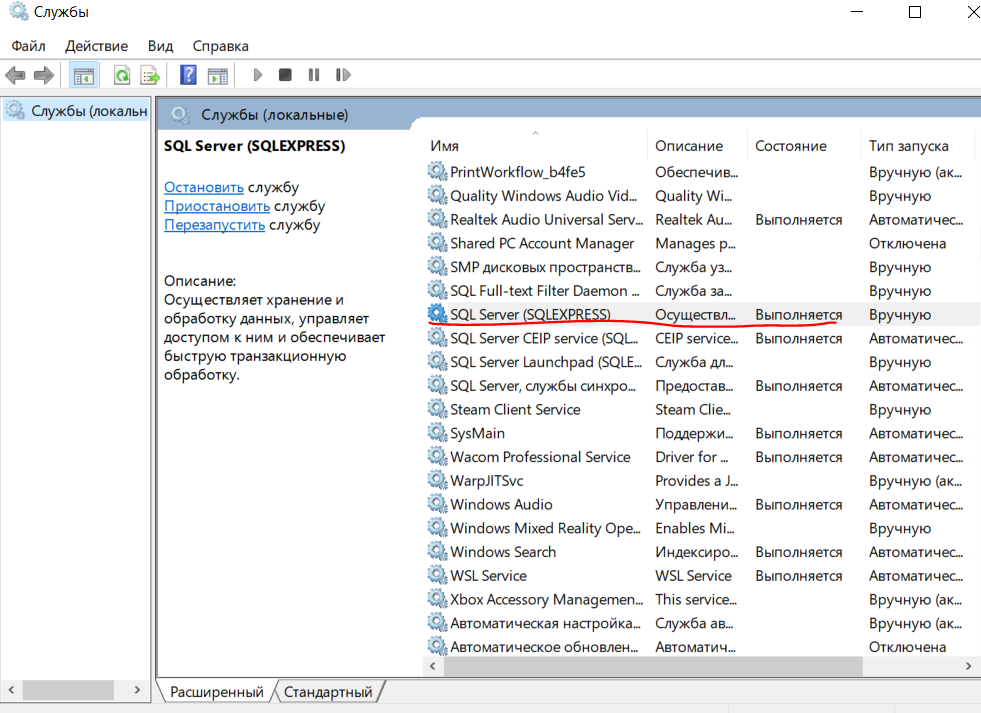 Службы
Файл Действие Вид Справка
Службы (локальн
Службы (локальные)
SQL Server (SQLEXPRESS)
Остановить службу
Приостановить службу
Перезапустить службу
Описание:
Осуществляет хранение и
обработку данных, управляет
доступом к ним и обеспечивает
быструю транзакционную
обработку.
Имя Описание Состояние Тип запуска
PrintWorkflow_b4fe5 Обеспечив... Вручную (ак...
Quality Windows Audio Vid... Quality Wi... Вручную
Realtek Audio Universal Serv... Realtek Au... Выполняется Автоматичес...
Shared PC Account Manager Manages p... Отключена
SMP дисковых пространств... Служба уз... Вручную
SQL Full-text Filter Daemon ... Служба за... Вручную
SQL Server (SQLEXPRESS) Осуществл... Выполняется Вручную
SQL Server CEIP service (SQL... CEIP service... Выполняется Автоматичес...
SQL Server Launchpad (SQLE... Служба дл... Вручную
SQL Server, службы синхро... Предостав... Выполняется Автоматичес...
Steam Client Service Steam Clie... Вручную
SysMain Поддержи... Выполняется Автоматичес...
Wacom Professional Service Driver for ... Выполняется Автоматичес...
WarpJITSvc Provides a J... Вручную (ак...
Windows Audio Управлени... Выполняется Автоматичес...
Windows Mixed Reality Ope... Enables Mi... Вручную
Windows Search Индексиро... Выполняется Автоматичес...
WSL Service WSL Service Выполняется Автоматичес...
Xbox Accessory Managemen... This service... Вручную (ак...
Автоматическая настройка... Служба ав... Вручную (ак...
Автоматическое обновлен... Автоматич... Отключена
Расширенный Стандартный